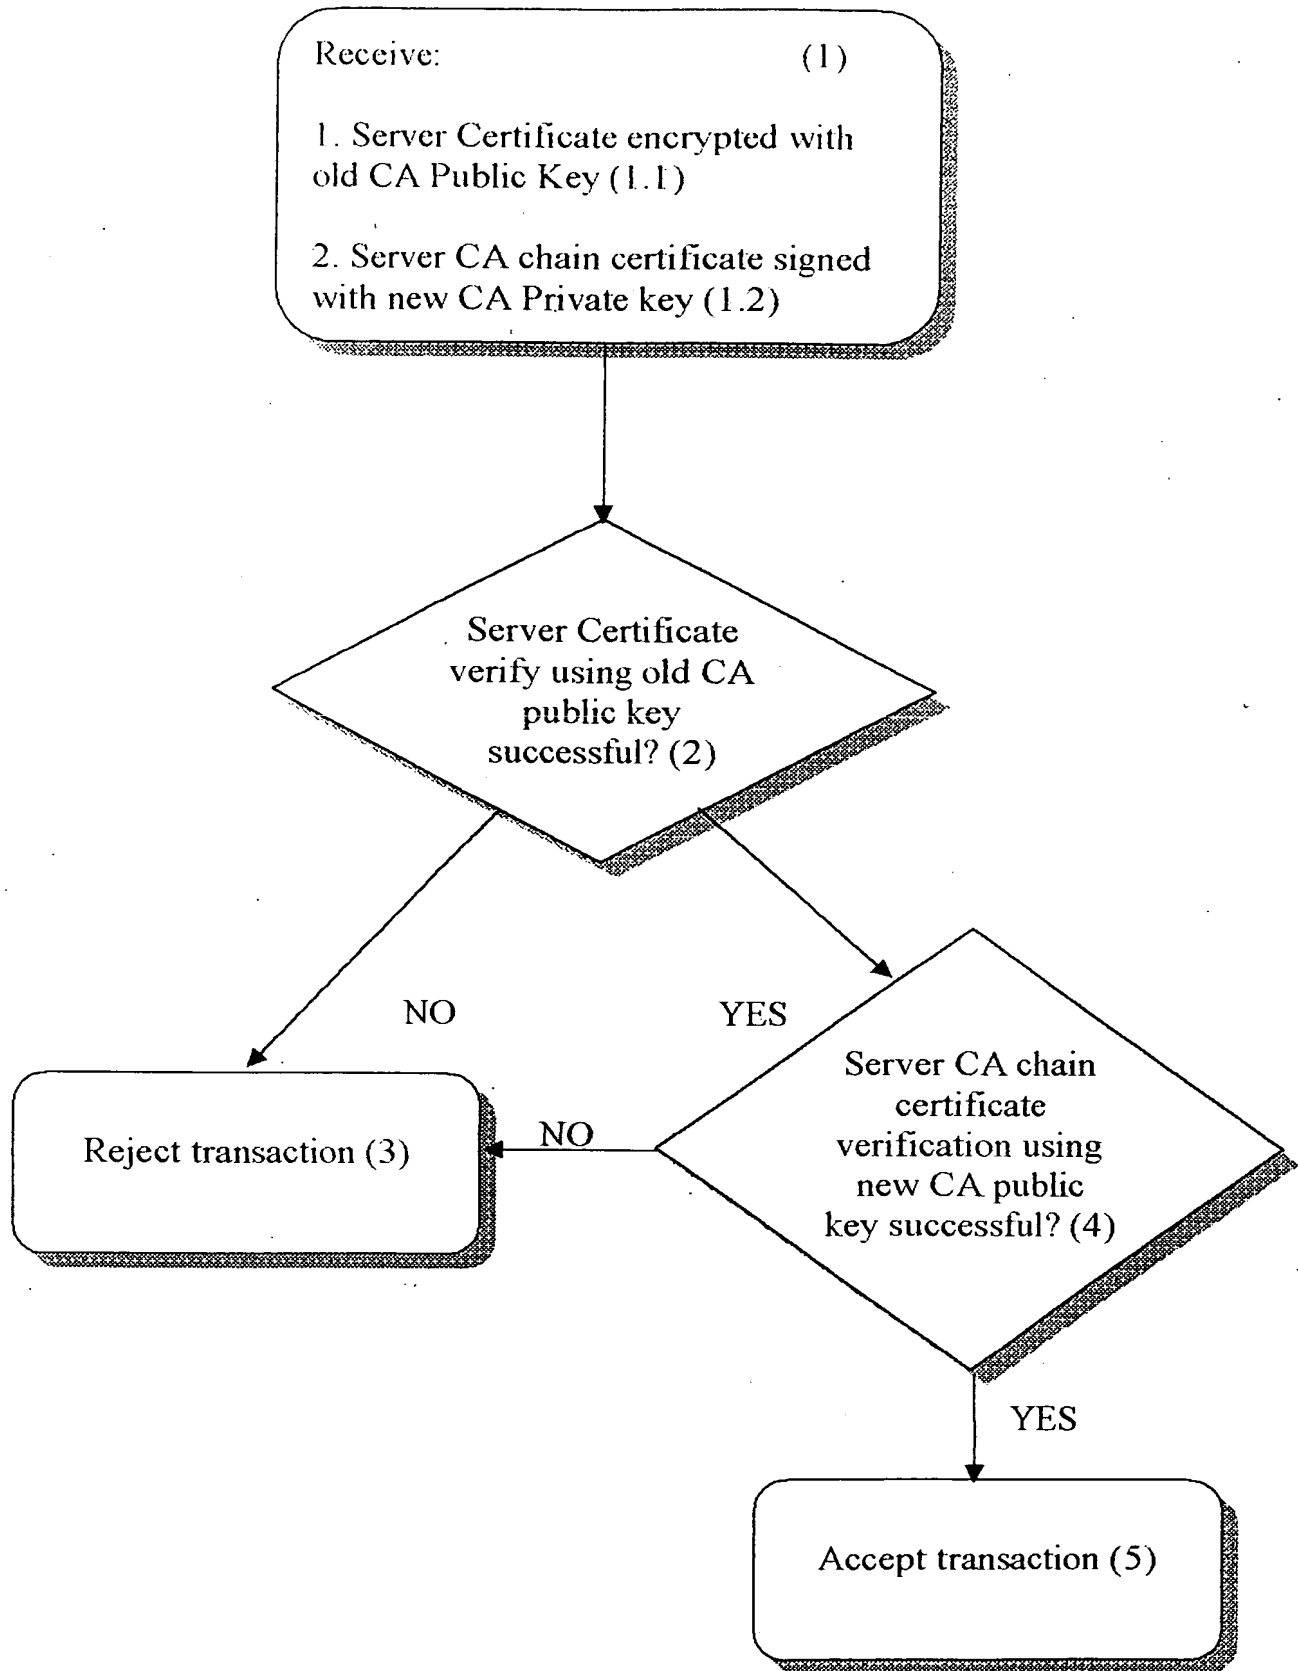 Receive: (1)
1. Server Certificate encrypted with
old CA Public Key (1.1)
2. Server CA chain certificate signed
with new CA Private key (1.2)
Server Certificate
verify using old CA
public key
successful? (2)
NO
YES
Server CA chain
certificate
verification using
new CA public
key successful? (4)
NO
Reject transaction (3)
YES
Accept transaction (5)